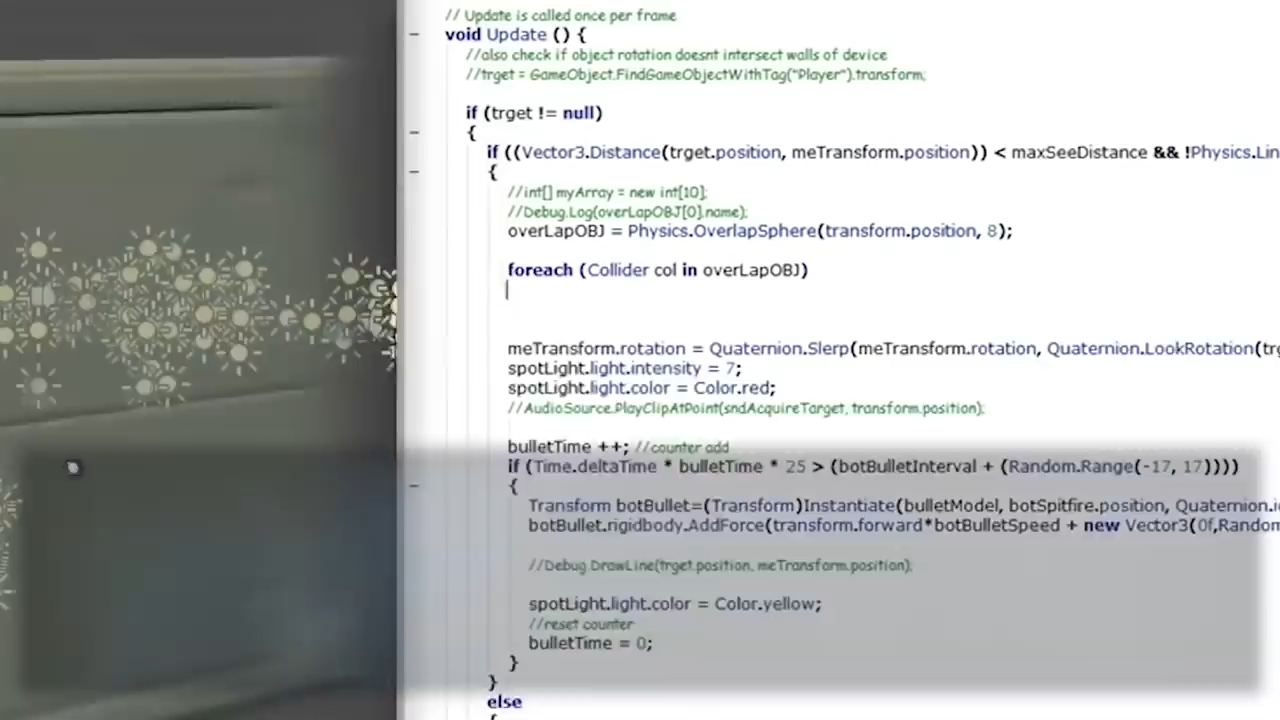 // Update is called once per frame
void Update () {
//also check if object rotation doesnt intersect walls of device
//trget = GameObject.FindGameObjectWithTag("Player").transform;
if (trget != null)
{
if ((Vector3.Distance(trget.position, meTransform.position)) < maxSeeDistance && !Physics.Lin
{
//int[] myArray = new int[10];
//Debug.Log(overLapOBJ[0].name);
overLapOBJ = Physics.OverlapSphere(transform.position, 8);
foreach (Collider col in overLapOBJ)
meTransform.rotation = Quaternion.Slerp(meTransform.rotation, Quaternion.LookRotation(trg
spotLight.light.intensity = 7;
spotLight.light.color = Color.red;
//AudioSource.PlayClipAtPoint(sndAcquireTarget, transform.position);
bulletTime ++; //counter add
if (Time.deltaTime * bulletTime * 25 > (botBulletInterval + (Random.Range(-17, 17))))
{
Transform botBullet=(Transform)Instantiate(bulletModel, botSpitfire.position, Quaternion.i
botBullet.rigidbody.AddForce(transform.forward*botBulletSpeed + new Vector3(0f,Random
//Debug.DrawLine(trget.position, meTransform.position);
spotLight.light.color = Color.yellow;
//reset counter
bulletTime = 0;
}
}
else
{